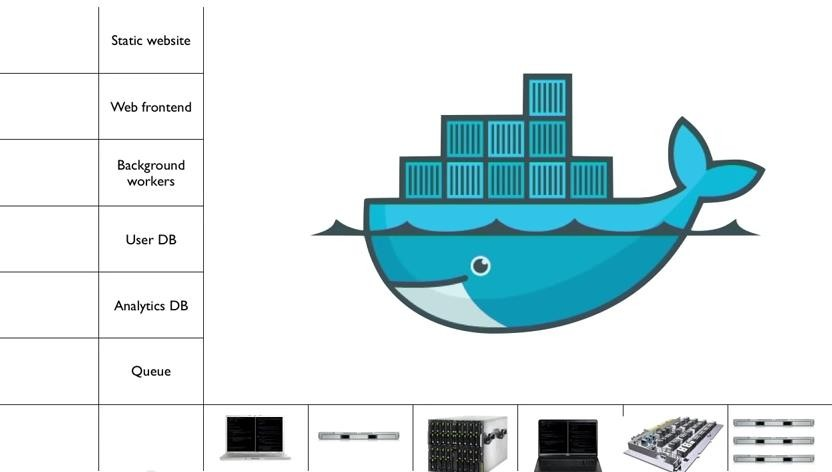 Static website
Web frontend
Background
workers
User DB
Analytics DB
Queue